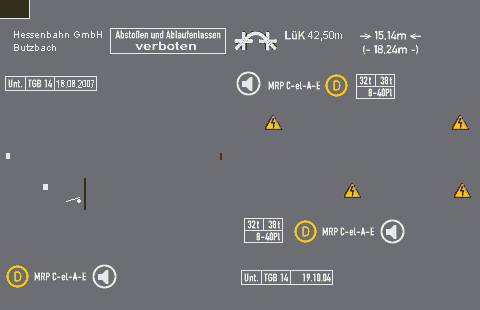 Hessenbahn GmbH
Butzbach
Abstoßen und Ablaufenlassen
verboten
LüK 42,50m
15,14m
(- 18,24m -)
Unt. TGB 14 18.08.2007
MRP C-el-A-E D 32t 38t
B-40Pl
32t 38t
B-40Pl D MRP C-el-A-E
D MRP C-el-A-E
Unt. TGB 14 19.10.04